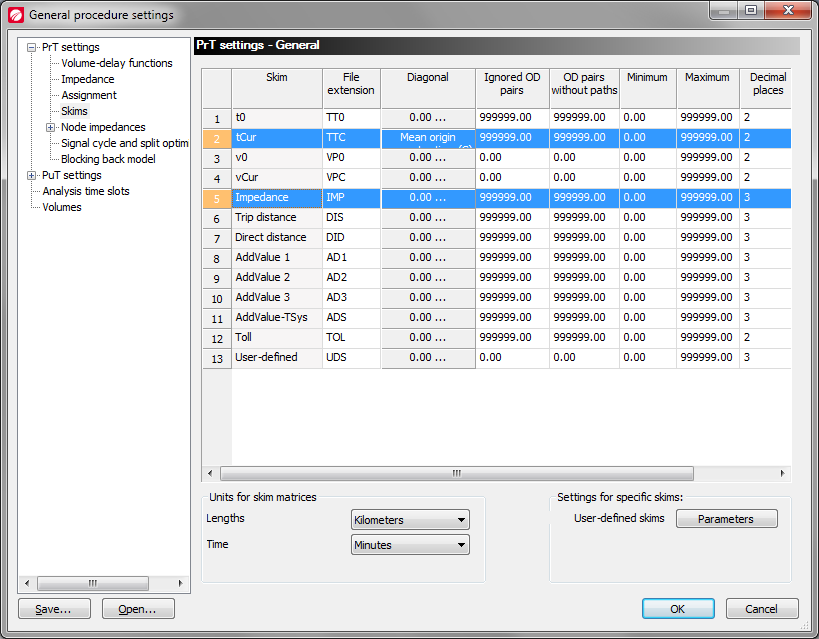 General procedure settings
PrT settings
Volume-delay functions
Impedance
Assignment
Skims
Node impedances
Signal cycle and split optim
Blocking back model
PuT settings
Analysis time slots
Volumes
PrT settings - General
Skim File extension Diagonal Ignored OD pairs OD pairs without paths Minimum Maximum Decimal places
1 t0 TT0 0.00 ... 999999.00 999999.00 0.00 999999.00 2
2 tCur TTC Mean origin 999999.00 999999.00 0.00 999999.00 2
3 v0 VP0 0.00 ... 0.00 0.00 0.00 999999.00 2
4 vCur VPC 0.00 ... 0.00 0.00 0.00 999999.00 2
5 Impedance IMP 0.00 ... 999999.00 999999.00 0.00 999999.00 3
6 Trip distance DIS 0.00 ... 999999.00 999999.00 0.00 999999.00 3
7 Direct distance DID 0.00 ... 999999.00 999999.00 0.00 999999.00 3
8 AddValue 1 AD1 0.00 ... 999999.00 999999.00 0.00 999999.00 3
9 AddValue 2 AD2 0.00 ... 999999.00 999999.00 0.00 999999.00 3
10 AddValue 3 AD3 0.00 ... 999999.00 999999.00 0.00 999999.00 3
11 AddValue-TSys ADS 0.00 ... 999999.00 999999.00 0.00 999999.00 3
12 Toll TOL 0.00 ... 999999.00 999999.00 0.00 999999.00 2
13 User-defined UDS 0.00 ... 0.00 0.00 0.00 999999.00 3
Units for skim matrices
Lengths Kilometers
Time Minutes
Settings for specific skims:
User-defined skims Parameters
Save... Open... OK Cancel